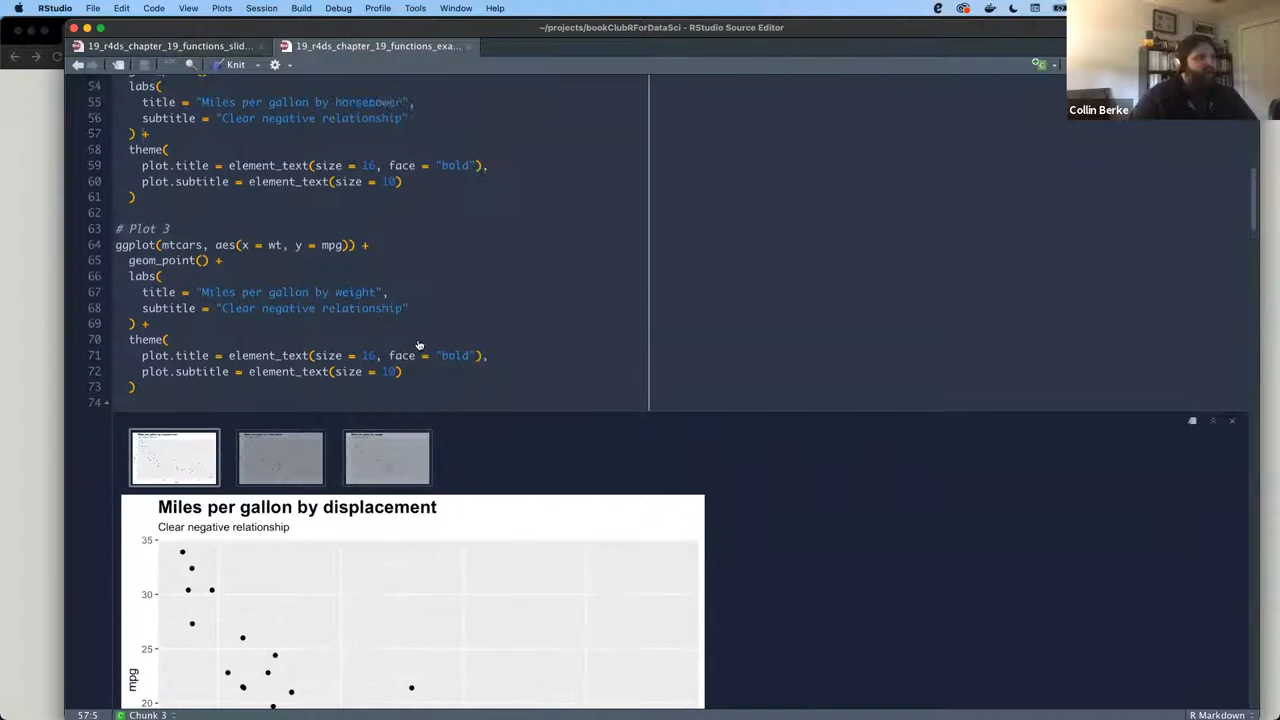 RStudio File Edit Code View Plots Session Build Debug Profile Tools Window Help
~/projects/bookClubRForDataSci - RStudio Source Editor
19_r4ds_chapter_19_functions_slid... 19_r4ds_chapter_19_functions_exa...
ABC Knit
54 labs(
55 title = "Miles per gallon by horsepower",
56 subtitle = "Clear negative relationship"
57 ) +
58 theme(
59 plot.title = element_text(size = 16, face = "bold"),
60 plot.subtitle = element_text(size = 10)
61 )
62
63 # Plot 3
64 ggplot(mtcars, aes(x = wt, y = mpg)) +
65 geom_point() +
66 labs(
67 title = "Miles per gallon by weight",
68 subtitle = "Clear negative relationship"
69 ) +
70 theme(
71 plot.title = element_text(size = 16, face = "bold"),
72 plot.subtitle = element_text(size = 10)
73 )
74
Collin Berke
Miles per gallon by displacement
Clear negative relationship
35
30
25
20
mpg
57:5 C Chunk 3 R Markdown